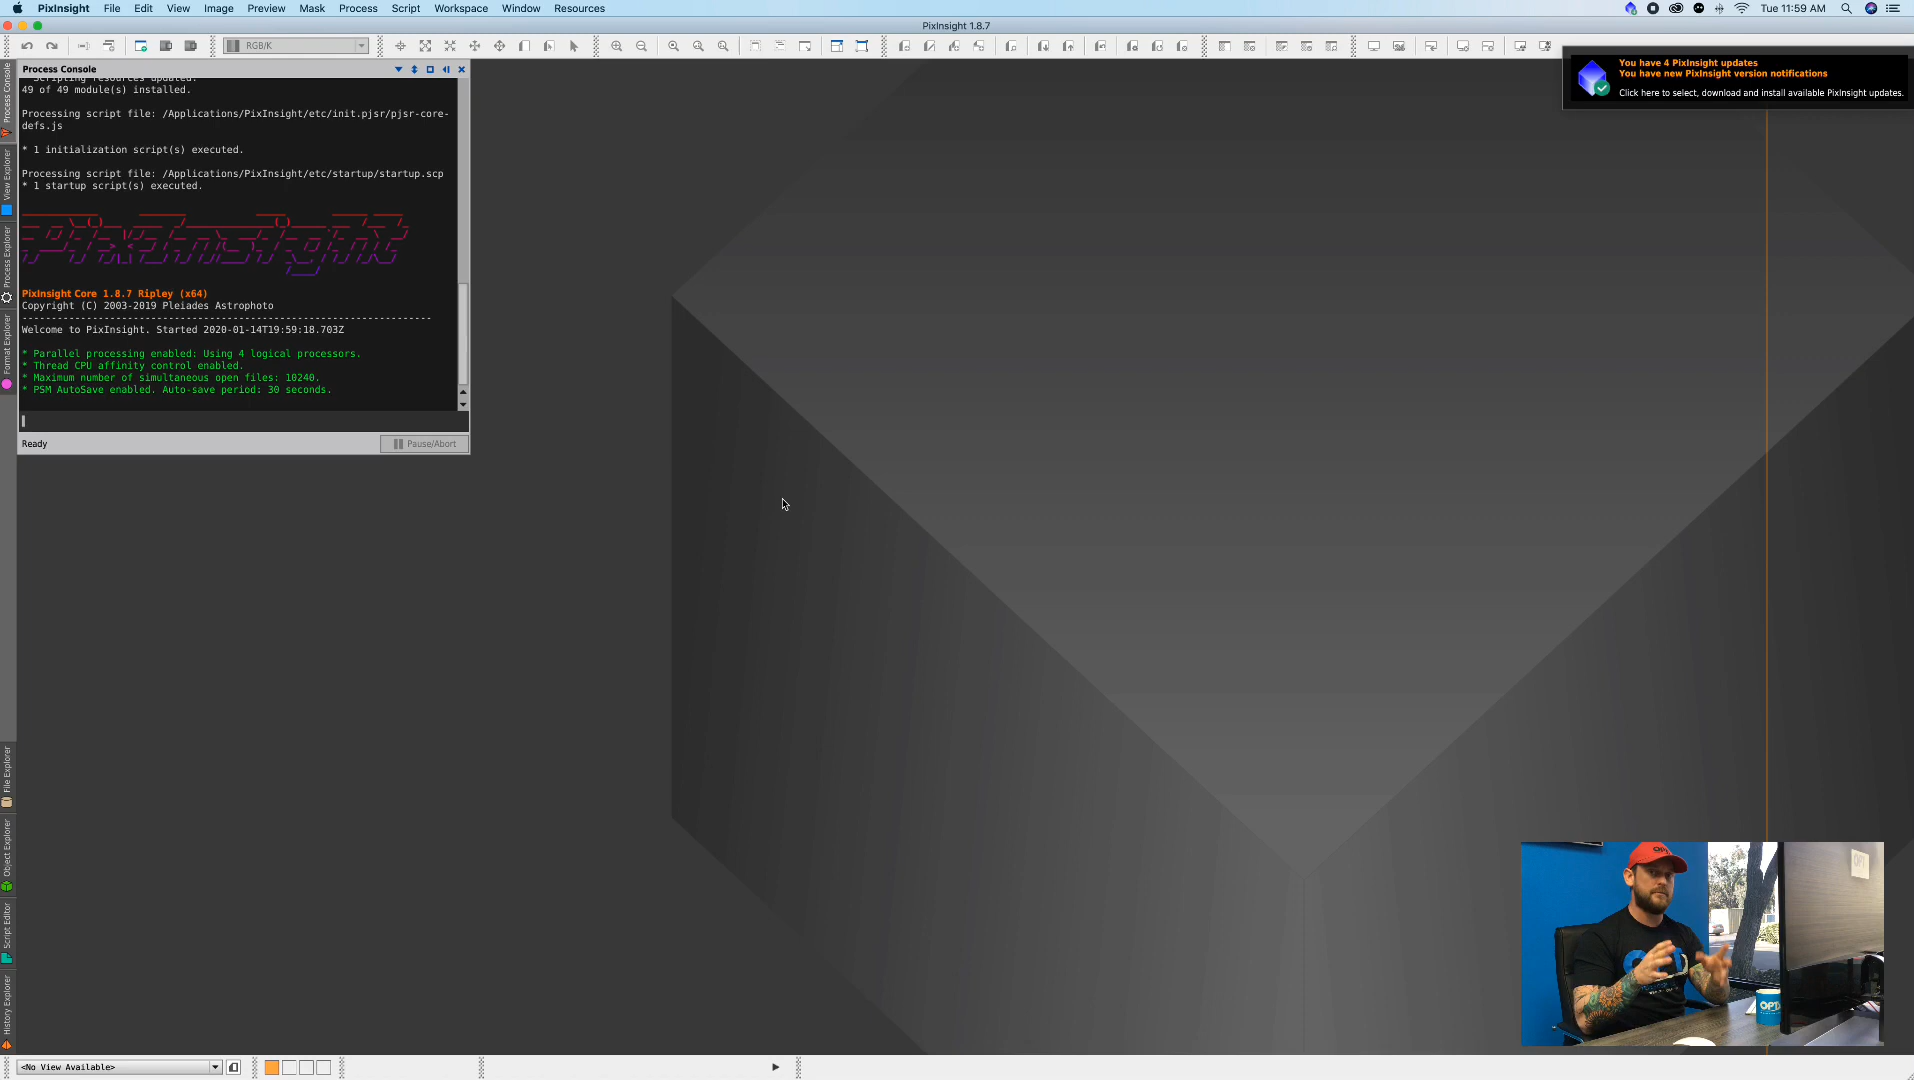 PixInsight File Edit View Image Preview Mask Process Script Workspace Window Resources
Tue 11:59 AM
PixInsight 1.8.7
RGB/K
Process Console
Scripting resources updated.
49 of 49 module(s) installed.
Processing script file: /Applications/PixInsight/etc/init.pjsr/pjsr-core-
defs.js
* 1 initialization script(s) executed.
Processing script file: /Applications/PixInsight/etc/startup/startup.scp
* 1 startup script(s) executed.
PixInsight
PixInsight Core 1.8.7 Ripley (x64)
Copyright (C) 2003-2019 Pleiades Astrophoto
----------------------------------------------------------------------
Welcome to PixInsight. Started 2020-01-14T19:59:18.703Z
* Parallel processing enabled: Using 4 logical processors.
* Thread CPU affinity control enabled.
* Maximum number of simultaneous open files: 10240.
* PSM AutoSave enabled. Auto-save period: 30 seconds.
Ready
Pause/Abort
You have 4 PixInsight updates
You have new PixInsight version notifications
Click here to select, download and install available PixInsight updates.
Process Console
View Explorer
Process Explorer
Format Explorer
File Explorer
Object Explorer
Script Editor
History Explorer
<No View Available>
OPT
OPT